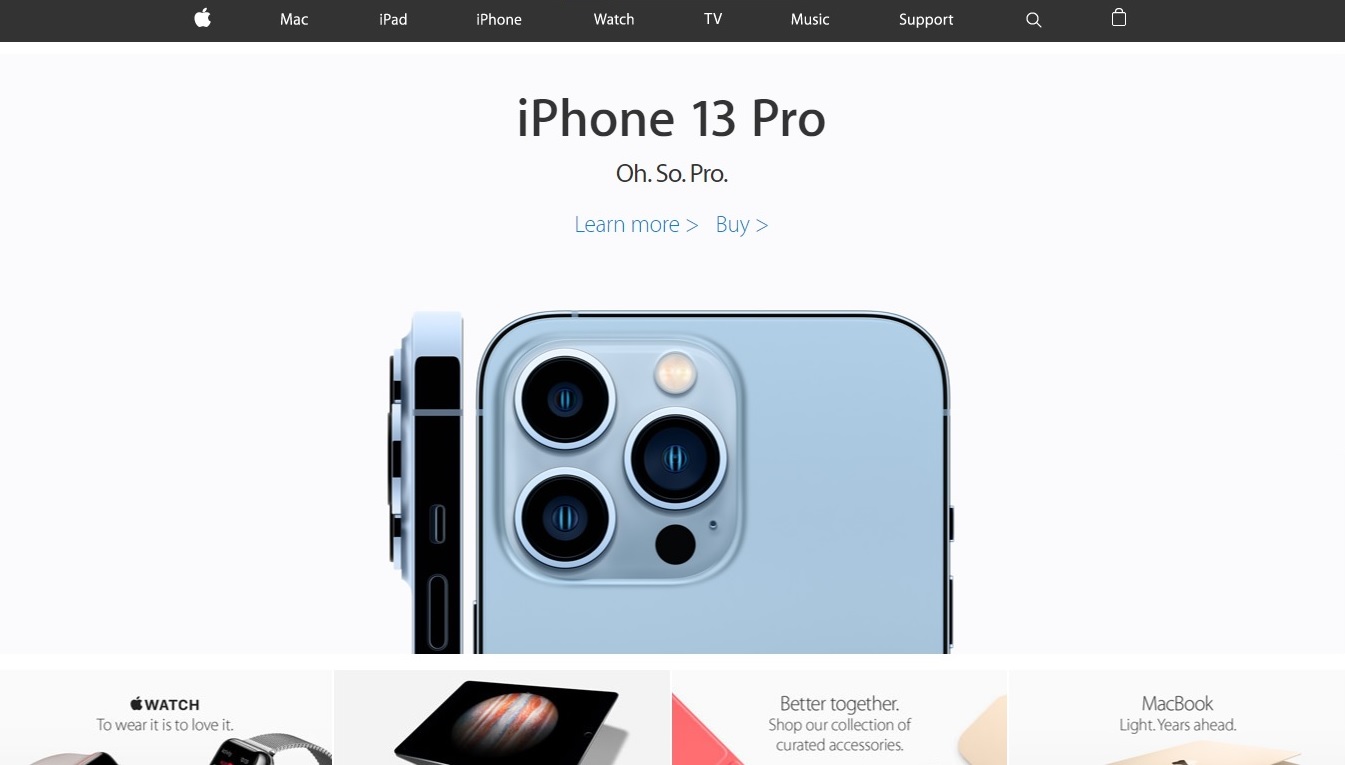 Mac iPad iPhone Watch TV Music Support
iPhone 13 Pro
Oh. So. Pro.
Learn more > Buy >
WATCH
To wear it is to love it.
Better together.
Shop our collection of
curated accessories.
MacBook
Light. Years ahead.